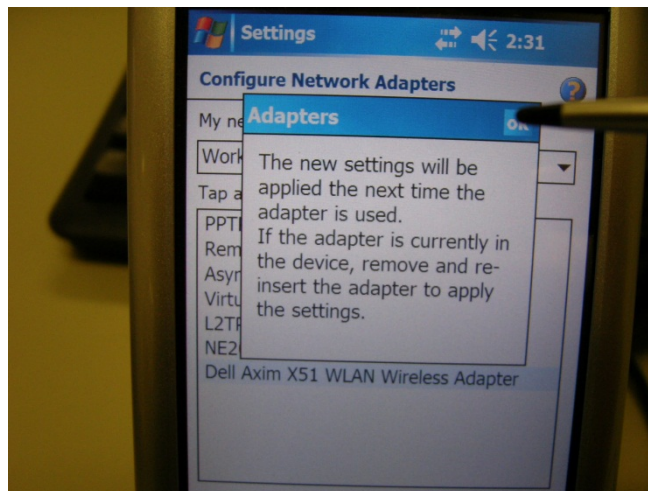 Settings 2:31
Configure Network Adapters ?
My ne
Adapters ok
Work
The new settings will be
applied the next time the
adapter is used.
If the adapter is currently in
the device, remove and re-
insert the adapter to apply
the settings.
Tap a
PPT
Rem
Asyn
Virtu
L2TP
NE20
Dell Axim X51 WLAN Wireless Adapter